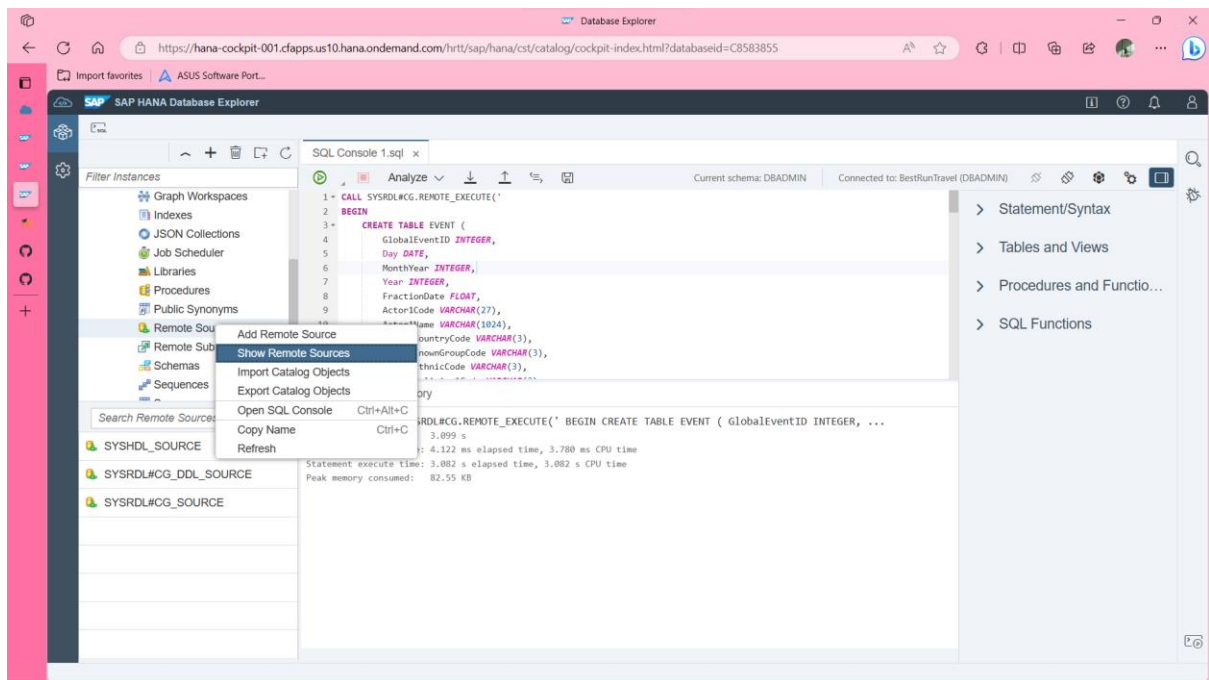 Database Explorer
https://hana-cockpit-001.cfapps.us10.hana.ondemand.com/hrtt/sap/hana/cst/catalog/cockpit-index.html?databaseid=C8583855
Import favorites
ASUS Software Port...
SAP SAP HANA Database Explorer
SQL Console 1.sql
Filter Instances
Analyze
Current schema: DBADMIN
Connected to: BestRunTravel (DBADMIN)
Graph Workspaces
Indexes
JSON Collections
Job Scheduler
Libraries
Procedures
Public Synonyms
Remote Sou
Remote Sub
Schemas
Sequences
Add Remote Source
Show Remote Sources
Import Catalog Objects
Export Catalog Objects
Open SQL Console Ctrl+Alt+C
Copy Name Ctrl+C
Refresh
Search Remote Sources
SYSHDL_SOURCE
SYSRDL#CG_DDL_SOURCE
SYSRDL#CG_SOURCE
1 CALL SYSRDL#CG.REMOTE_EXECUTE('
2 BEGIN
3 CREATE TABLE EVENT (
4 GlobalEventID INTEGER,
5 Day DATE,
6 MonthYear INTEGER,
7 Year INTEGER,
8 FractionDate FLOAT,
9 Actor1Code VARCHAR(27),
10 Actor1Name VARCHAR(1024),
ountryCode VARCHAR(3),
nownGroupCode VARCHAR(3),
thnicCode VARCHAR(3),
ory
RDL#CG.REMOTE_EXECUTE(' BEGIN CREATE TABLE EVENT ( GlobalEventID INTEGER, ...
3.099 s
: 4.122 ms elapsed time, 3.780 ms CPU time
Statement execute time: 3.082 s elapsed time, 3.082 s CPU time
Peak memory consumed: 82.55 KB
Statement/Syntax
Tables and Views
Procedures and Functio...
SQL Functions